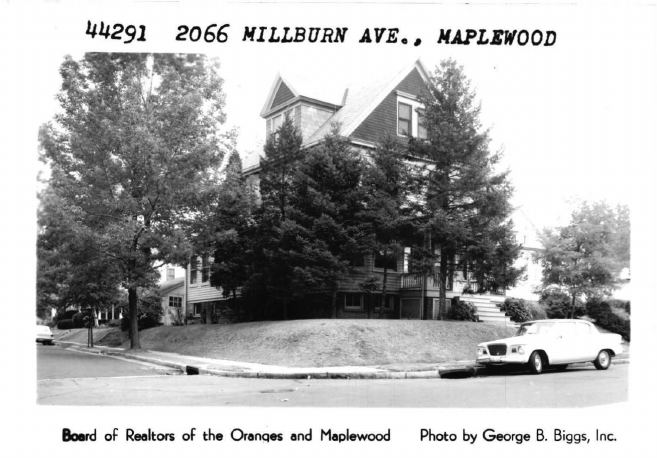 44291 2066 MILLBURN AVE., MAPLEWOOD
Board of Realtors of the Oranges and Maplewood Photo by George B. Biggs, Inc.